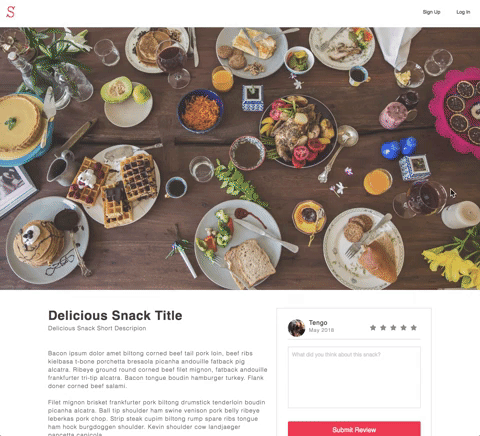 S
Sign Up
Log In
Delicious Snack Title
Delicious Snack Short Descripion
Tengo
May 2018
What did you think about this snack?
Bacon ipsum dolor amet biltong corned beef tail pork loin, beef ribs
kielbasa t-bone porchetta bresaola picanha andouille fatback pig
alcatra. Ribeye ground round corned beef filet mignon, fatback
frankfurter tri-tip alcatra. Bacon tongue boudin hamburger turkey. Flank
doner corned beef salami.
Filet mignon brisket frankfurter pork biltong drumstick tenderloin boudin
picanha alcatra. Ball tip shoulder ham swine venison pork belly ribeye
leberkas pork chop. Strip steak cupim biltong rump spare ribs tongue
ham hock burgdoggen shoulder. Kevin shoulder cow landjaeger
pancetta capicola
Submit Review